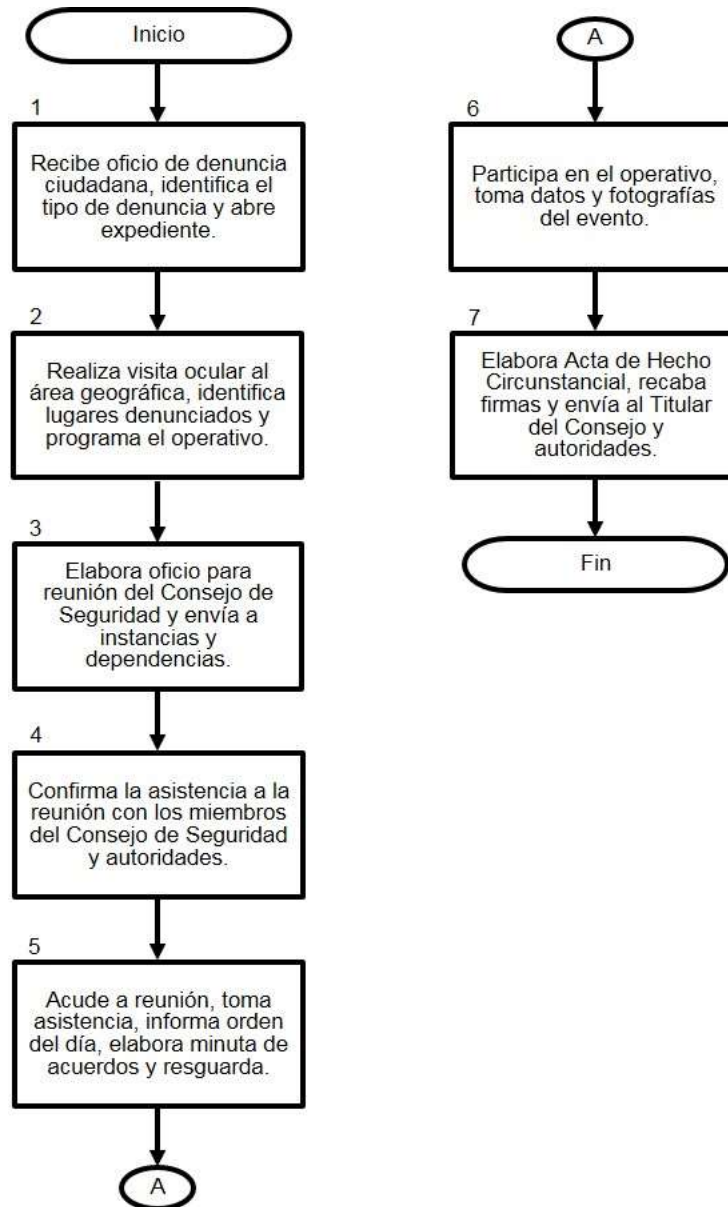 Inicio
1
Recibe oficio de denuncia
ciudadana, identifica el
tipo de denuncia y abre
expediente.
2
Realiza visita ocular al
área geográfica, identifica
lugares denunciados y
programa el operativo.
3
Elabora oficio para
reunión del Consejo de
Seguridad y envía a
instancias y
dependencias.
4
Confirma la asistencia a la
reunión con los miembros
del Consejo de Seguridad
y autoridades.
5
Acude a reunión, toma
asistencia, informa orden
del día, elabora minuta de
acuerdos y resguarda.
A
A
6
Participa en el operativo,
toma datos y fotografías
del evento.
7
Elabora Acta de Hecho
Circunstancial, recaba
firmas y envía al Titular
del Consejo y
autoridades.
Fin